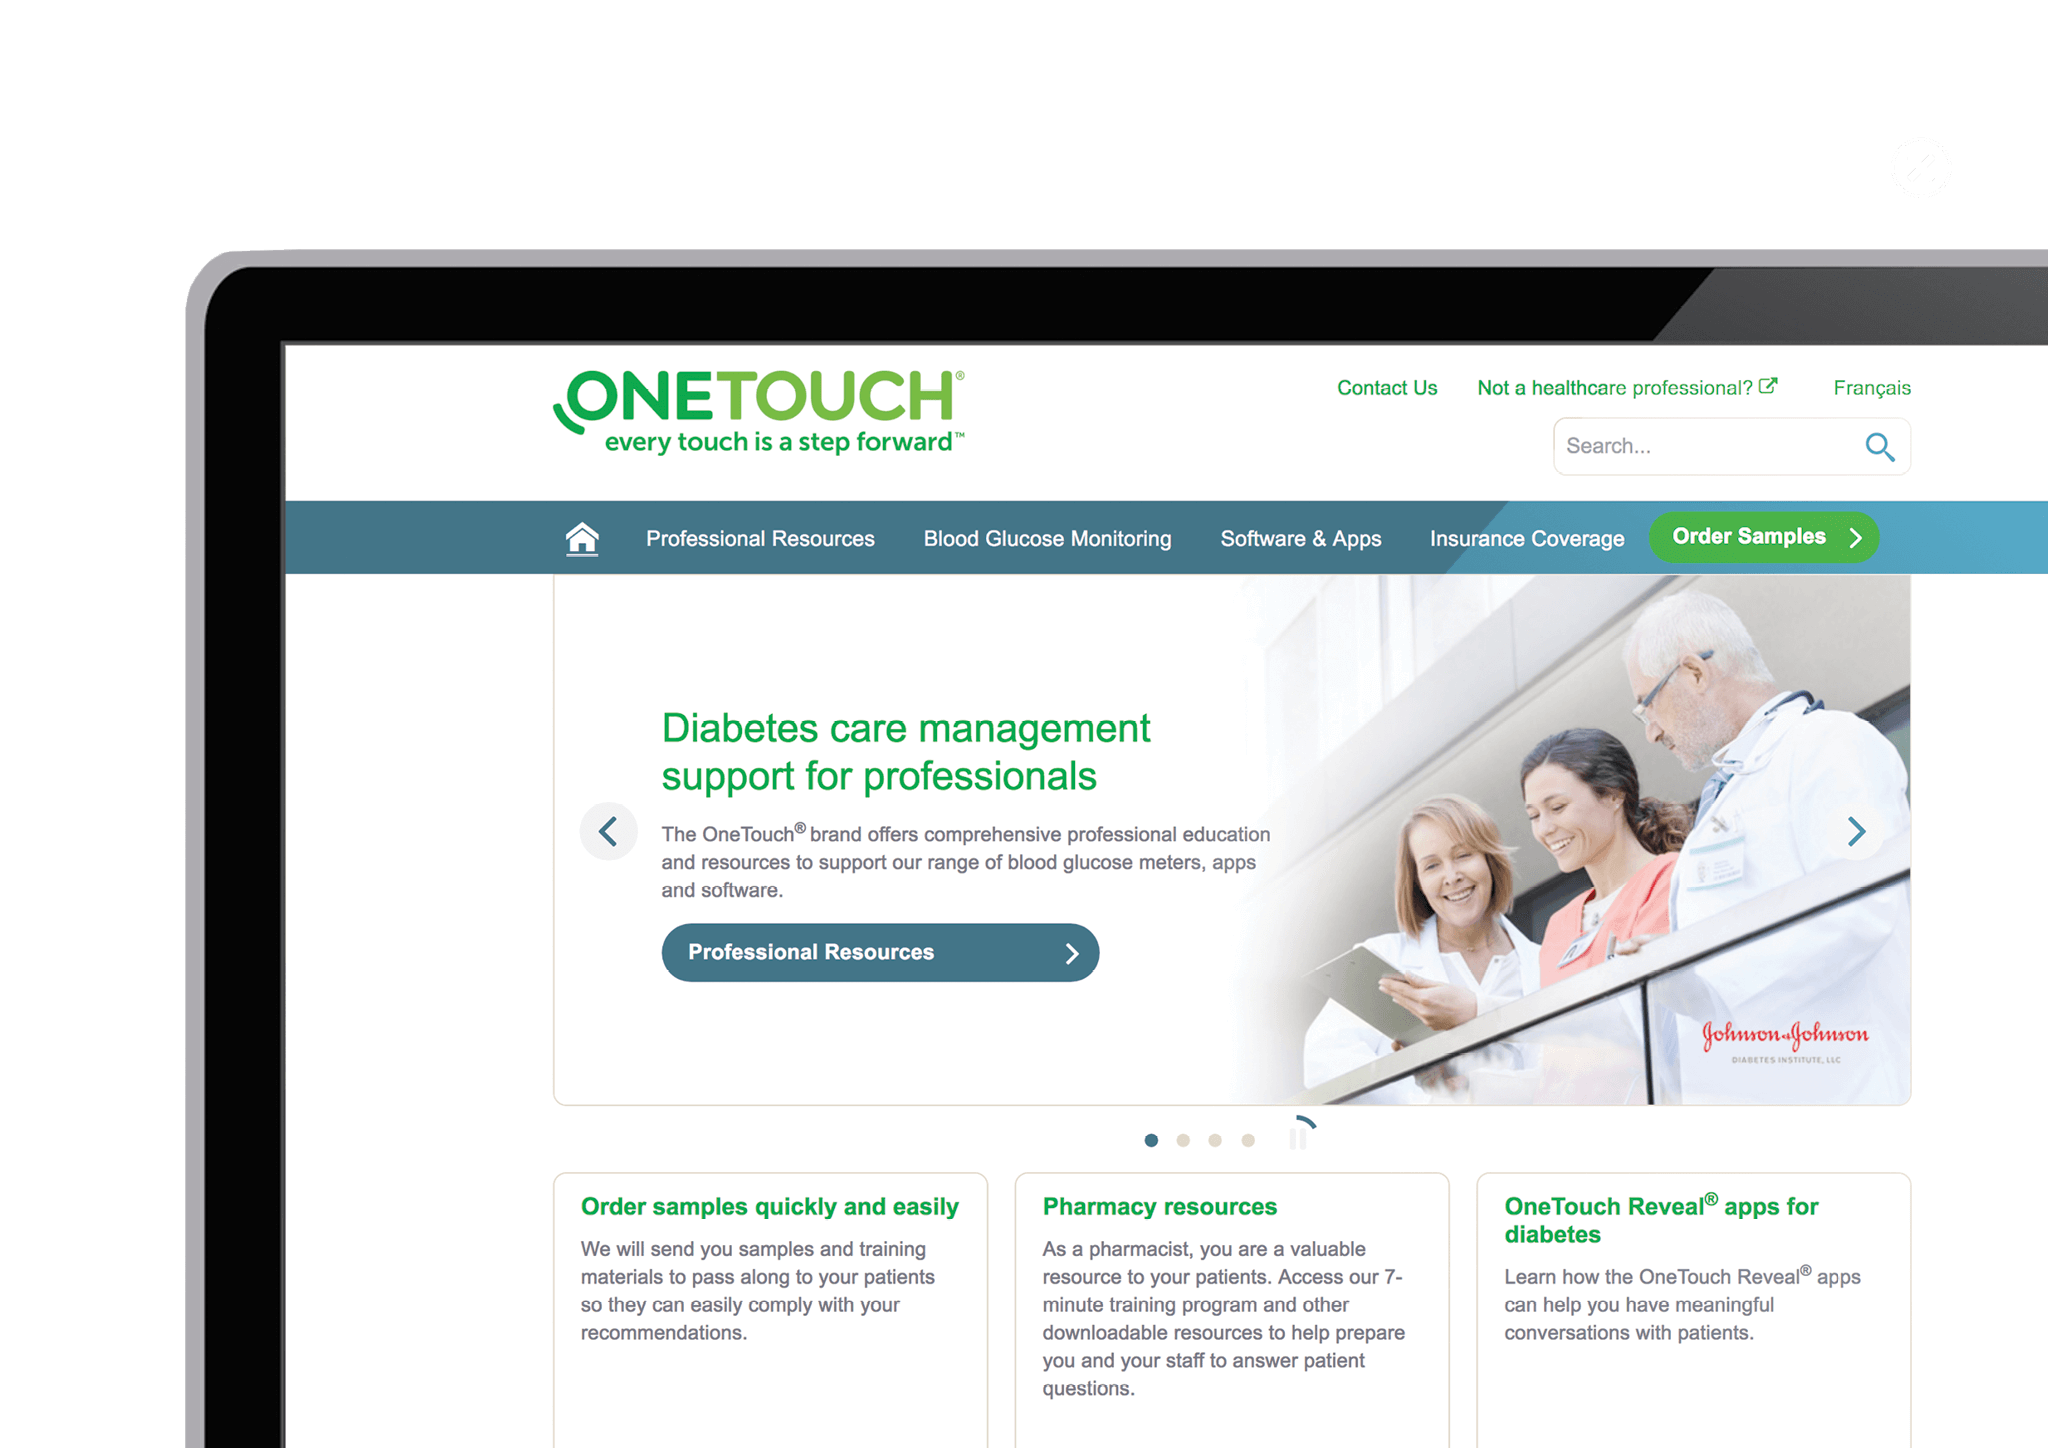 ONETOUCH®
every touch is a step forward™
Contact Us
Not a healthcare professional?
Français
Search...
Professional Resources
Blood Glucose Monitoring
Software & Apps
Insurance Coverage
Order Samples
Diabetes care management
support for professionals
The OneTouch® brand offers comprehensive professional education
and resources to support our range of blood glucose meters, apps
and software.
Professional Resources
Johnson&Johnson
DIABETES INSTITUTE, LLC
Order samples quickly and easily
We will send you samples and training
materials to pass along to your patients
so they can easily comply with your
recommendations.
Pharmacy resources
As a pharmacist, you are a valuable
resource to your patients. Access our 7-
minute training program and other
downloadable resources to help prepare
you and your staff to answer patient
questions.
OneTouch Reveal® apps for
diabetes
Learn how the OneTouch Reveal® apps
can help you have meaningful
conversations with patients.